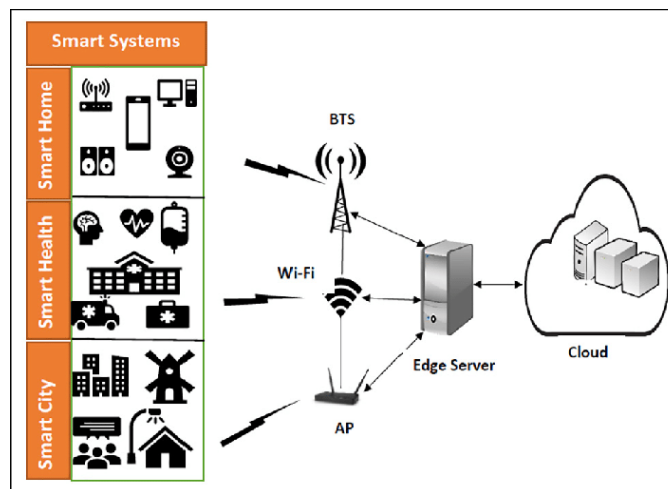 Smart Systems
Smart Home
Smart Health
Smart City
BTS
Wi-Fi
AP
Edge Server
Cloud